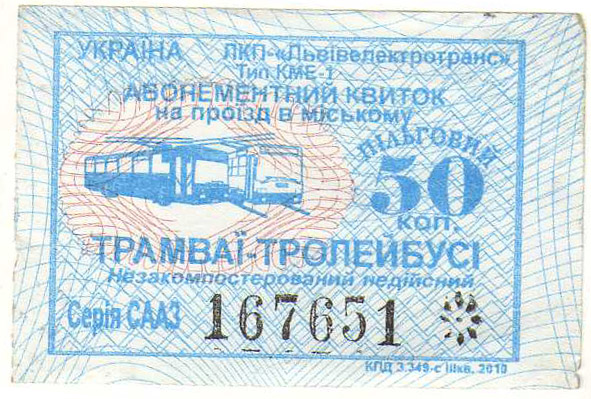 УКРАЇНА ЛКП-«Львівелектротранс»
Тип КМЕ-1
АБОНЕМЕНТНИЙ КВИТОК
на проїзд в міському
ПІЛЬГОВИЙ
50
коп.
ТРАМВАЇ-ТРОЛЕЙБУСІ
Незакомпостерований недійсний
Серія СААЗ 167651
КПД 3.349-с ІІІкв. 2010